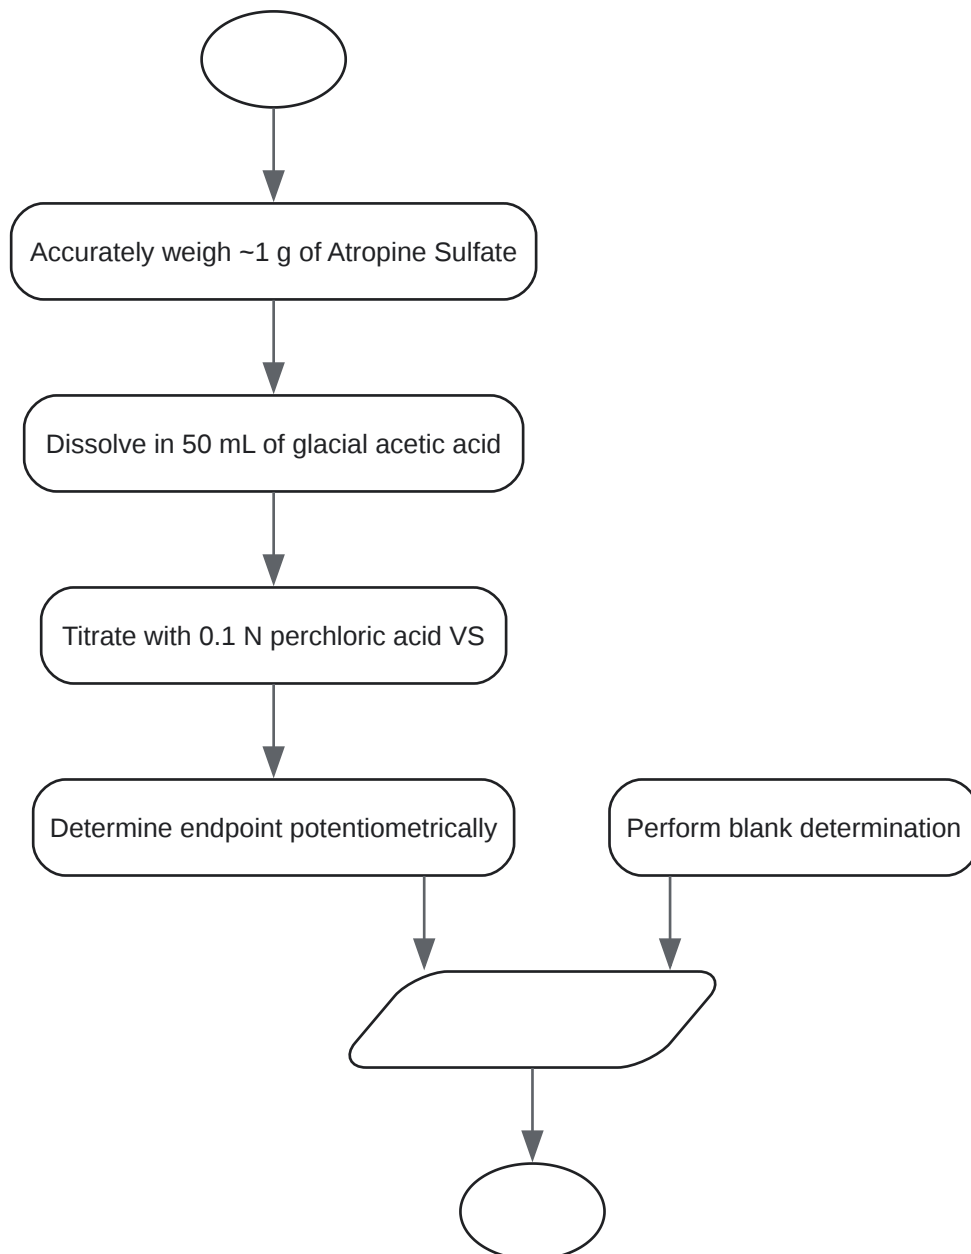 Accurately weigh ~1 g of Atropine Sulfate
Dissolve in 50 mL of glacial acetic acid
Titrate with 0.1 N perchloric acid VS
Determine endpoint potentiometrically
Perform blank determination